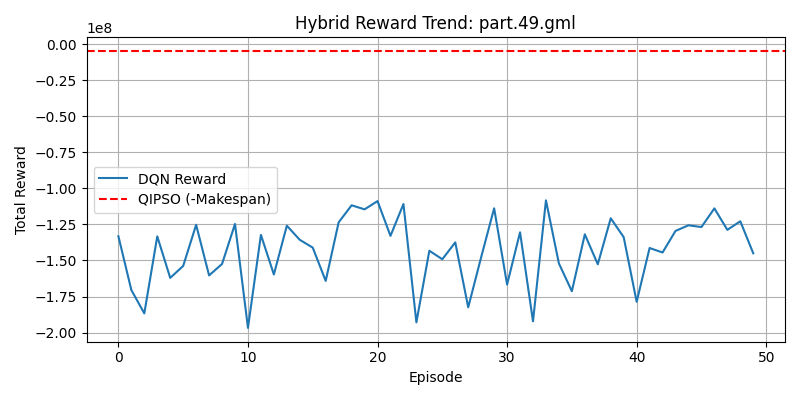 Hybrid Reward Trend: part.49.gml
1e8
0.00
−0.25
−0.50
−0.75
−1.00
−1.25
−1.50
−1.75
−2.00
Total Reward
DQN Reward
QIPSO (-Makespan)
0 10 20 30 40 50
Episode